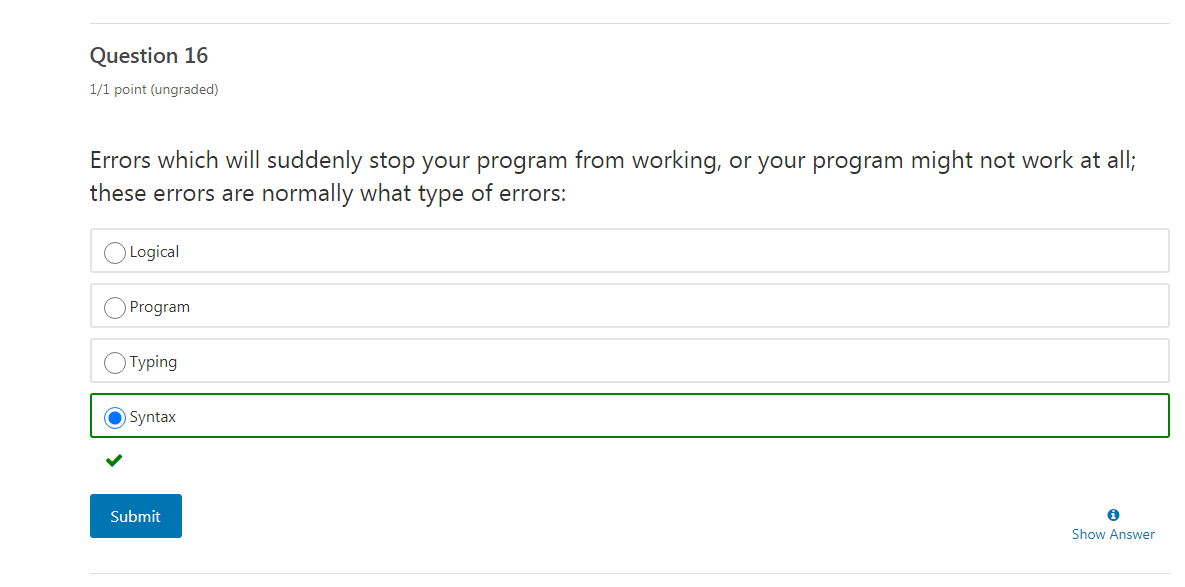 Question 16
1/1 point (ungraded)
Errors which will suddenly stop your program from working, or your program might not work at all;
these errors are normally what type of errors:
Logical
Program
Typing
Syntax
Submit
Show Answer